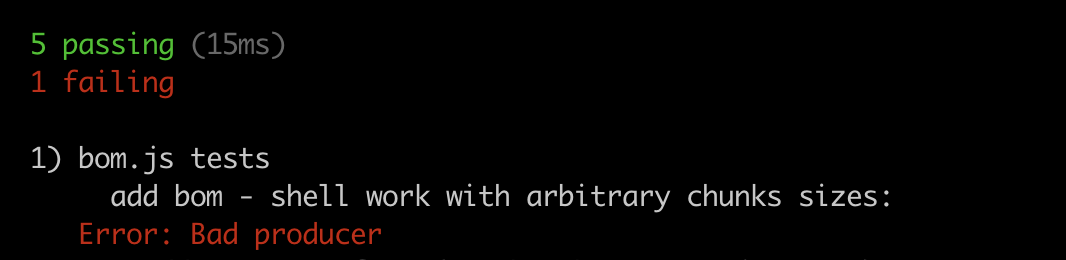 5 passing (15ms)
1 failing
1) bom.js tests
add bom - shell work with arbitrary chunks sizes:
Error: Bad producer